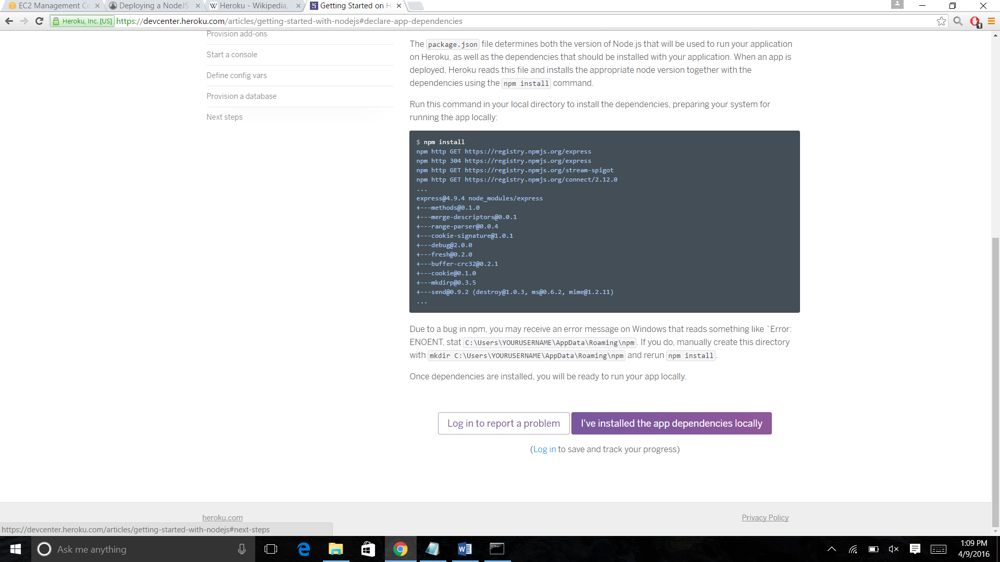 EC2 Management Co
Deploying a NodeJS
Heroku - Wikipedia,
Getting Started on H
Heroku, Inc. [US]
https://devcenter.heroku.com/articles/getting-started-with-nodejs#declare-app-dependencies
1
Provision add-ons
Start a console
Define config vars
Provision a database
Next steps
The package.json file determines both the version of Node.js that will be used to run your application
on Heroku, as well as the dependencies that should be installed with your application. When an app is
deployed, Heroku reads this file and installs the appropriate node version together with the
dependencies using the npm install command.
Run this command in your local directory to install the dependencies, preparing your system for
running the app locally:
$ npm install
npm http GET https://registry.npmjs.org/express
npm http 304 https://registry.npmjs.org/express
npm http GET https://registry.npmjs.org/stream-spigot
npm http GET https://registry.npmjs.org/connect/2.12.0
...
express@4.9.4 node_modules/express
+---methods@0.1.0
+---merge-descriptors@0.0.1
+---range-parser@0.0.4
+---cookie-signature@1.0.1
+---debug@2.0.0
+---fresh@0.2.0
+---buffer-crc32@0.2.1
+---cookie@0.1.0
+---mkdirp@0.3.5
+---send@0.9.2 (destroy@1.0.3, ms@0.6.2, mime@1.2.11)
...
Due to a bug in npm, you may receive an error message on Windows that reads something like `Error:
ENOENT, stat C:\Users\YOURUSERNAME\AppData\Roaming\npm. If you do, manually create this directory
with mkdir C:\Users\YOURUSERNAME\AppData\Roaming\npm and rerun npm install.
Once dependencies are installed, you will be ready to run your app locally.
Log in to report a problem
I've installed the app dependencies locally
(Log in to save and track your progress)
heroku.com
Privacy Policy
https://devcenter.heroku.com/articles/getting-started-with-nodejs#next-steps
Ask me anything
1:09 PM
4/9/2016